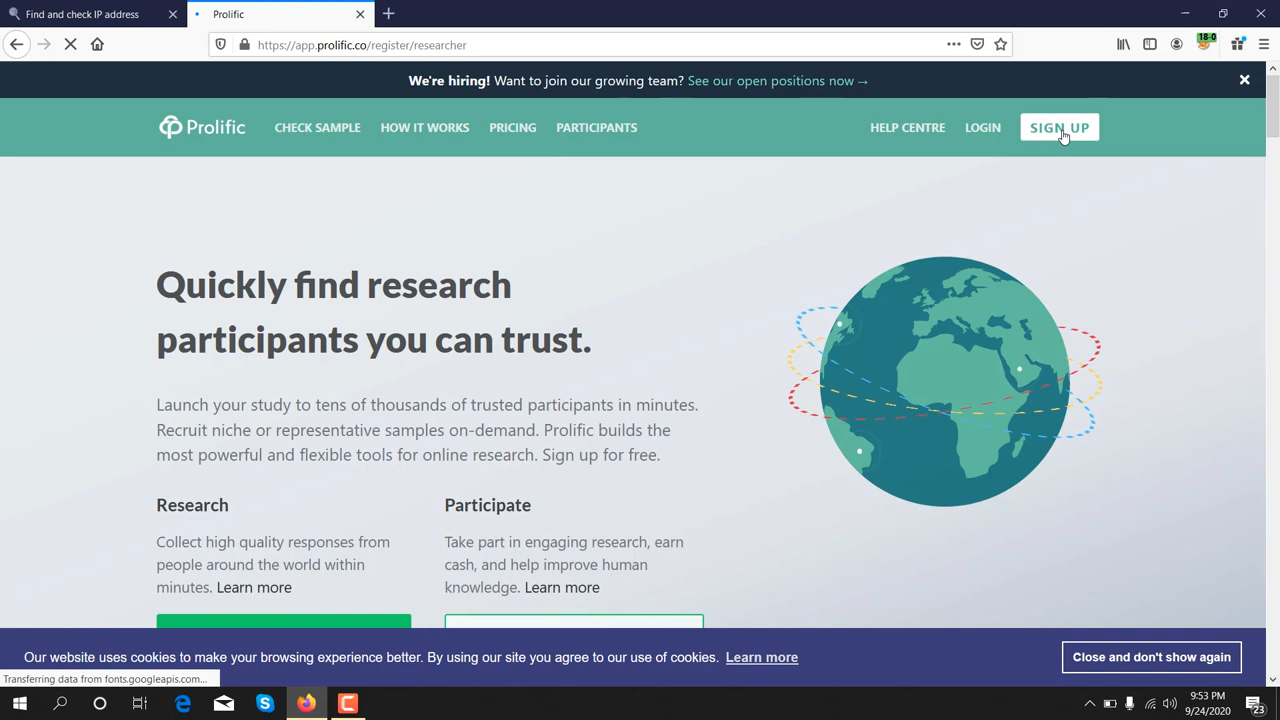 Find and check IP address
Prolific
https://app.prolific.co/register/researcher
18-0
We're hiring! Want to join our growing team? See our open positions now →
Prolific
CHECK SAMPLE HOW IT WORKS PRICING PARTICIPANTS HELP CENTRE LOGIN SIGN UP
Quickly find research
participants you can trust.
Launch your study to tens of thousands of trusted participants in minutes.
Recruit niche or representative samples on-demand. Prolific builds the
most powerful and flexible tools for online research. Sign up for free.
Research
Collect high quality responses from
people around the world within
minutes. Learn more
Participate
Take part in engaging research, earn
cash, and help improve human
knowledge. Learn more
Our website uses cookies to make your browsing experience better. By using our site you agree to our use of cookies. Learn more
Close and don't show again
Transferring data from fonts.googleapis.com...
9:53 PM
9/24/2020
23